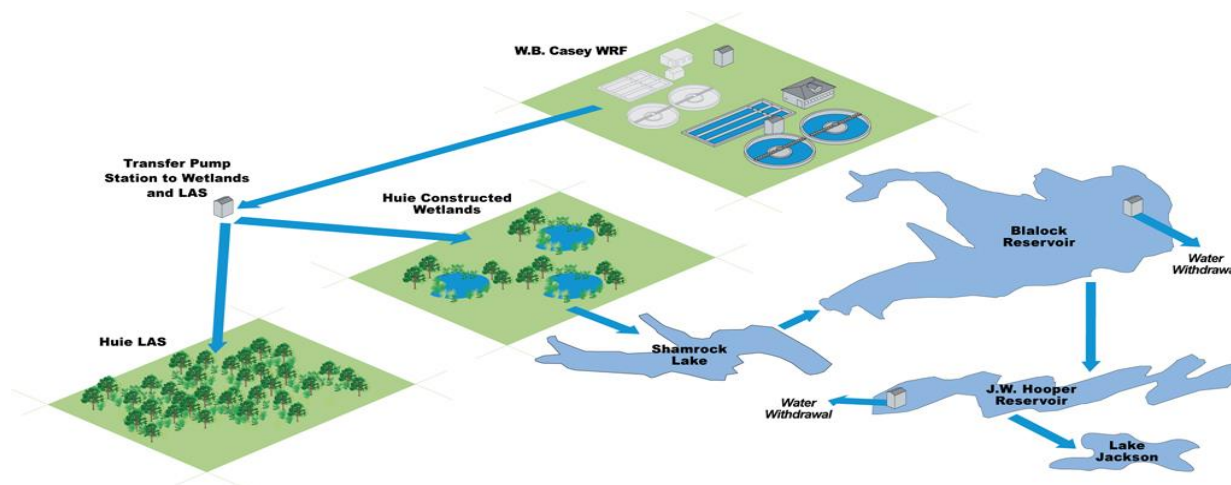 W.B. Casey WRF
Transfer Pump
Station to Wetlands
and LAS
Huie Constructed
Wetlands
Blalock
Reservoir
Water
Withdrawal
Huie LAS
Shamrock
Lake
J.W. Hooper
Reservoir
Water
Withdrawal
Lake
Jackson